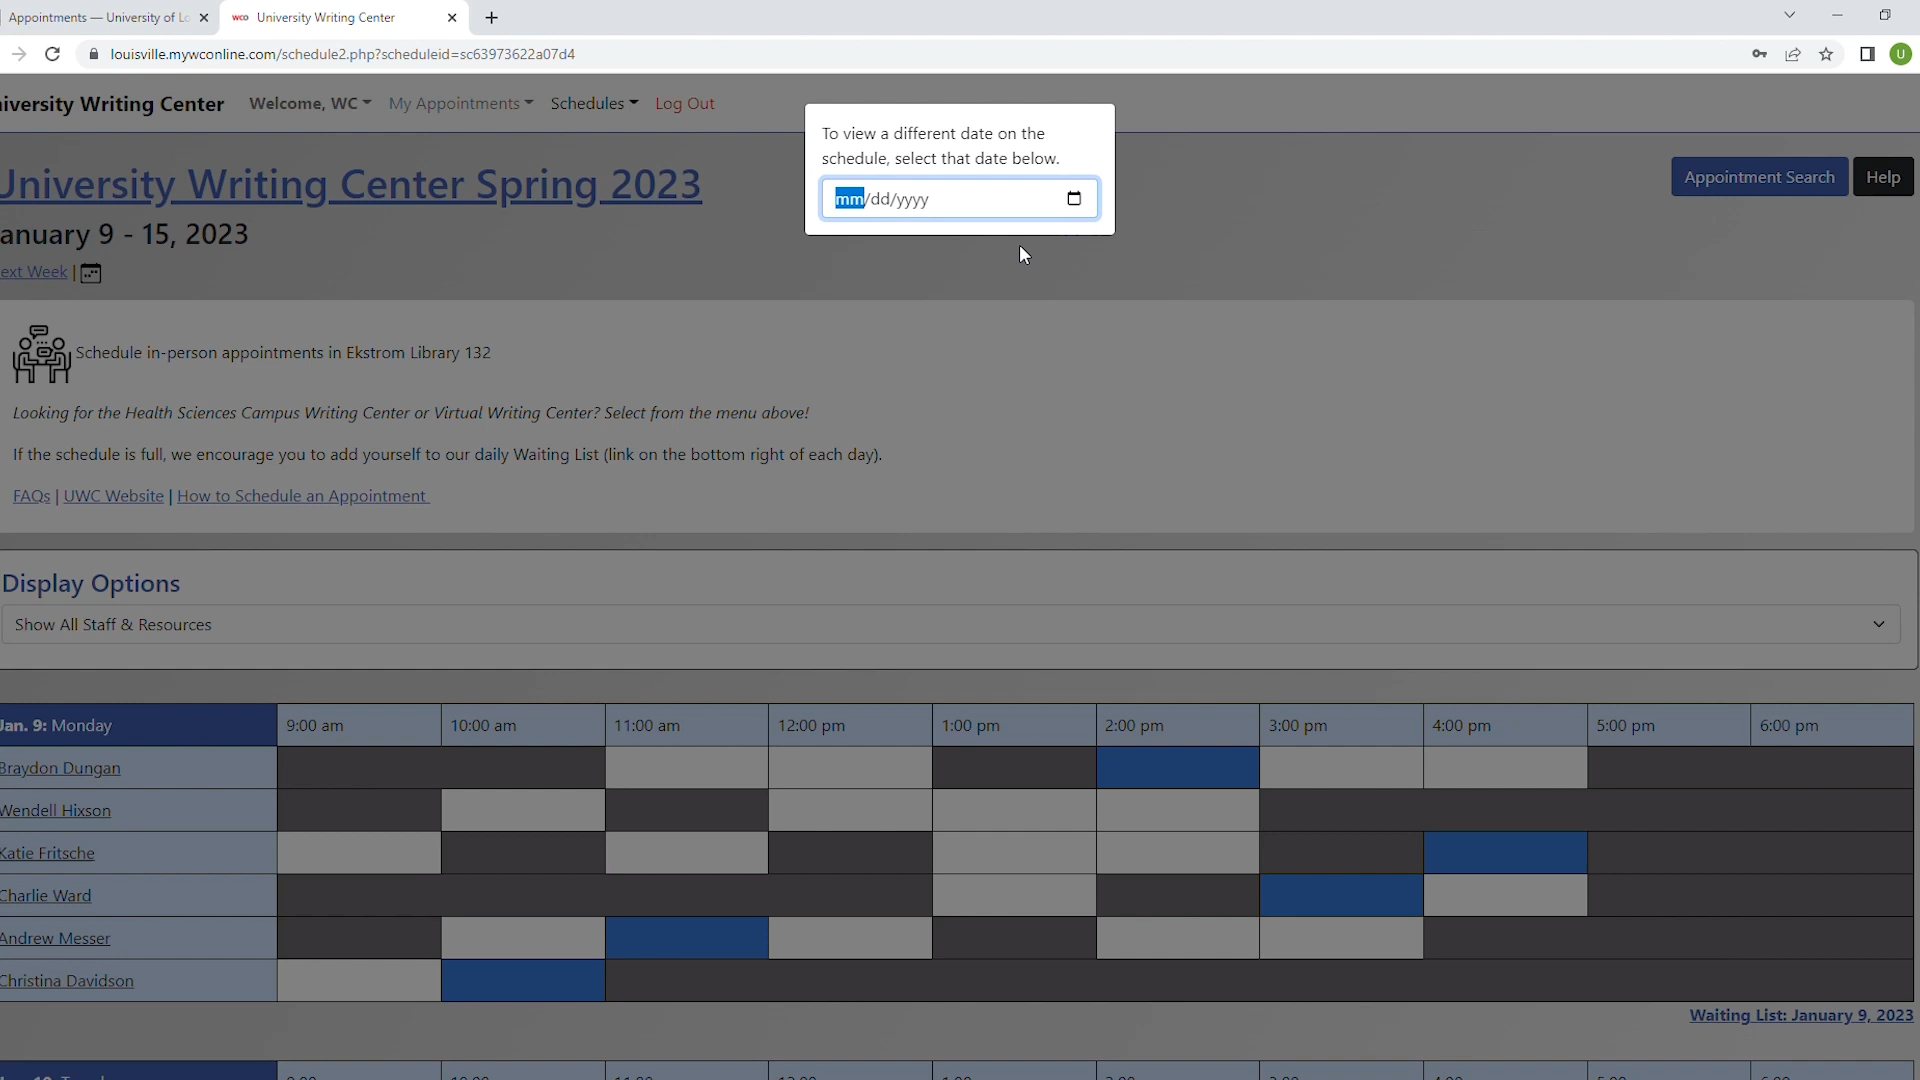 Appointments — University of Lo
wco University Writing Center
louisville.mywconline.com/schedule2.php?scheduleid=sc63973622a07d4
U
iversity Writing Center
Welcome, WC
My Appointments
Schedules
Log Out
To view a different date on the
schedule, select that date below.
mm/dd/yyyy
University Writing Center Spring 2023
Appointment Search
Help
anuary 9 - 15, 2023
ext Week |
Schedule in-person appointments in Ekstrom Library 132
Looking for the Health Sciences Campus Writing Center or Virtual Writing Center? Select from the menu above!
If the schedule is full, we encourage you to add yourself to our daily Waiting List (link on the bottom right of each day).
FAQs | UWC Website | How to Schedule an Appointment
Display Options
Show All Staff & Resources
Jan. 9: Monday
9:00 am
10:00 am
11:00 am
12:00 pm
1:00 pm
2:00 pm
3:00 pm
4:00 pm
5:00 pm
6:00 pm
Braydon Dungan
Wendell Hixson
Katie Fritsche
Charlie Ward
Andrew Messer
Christina Davidson
Waiting List: January 9, 2023